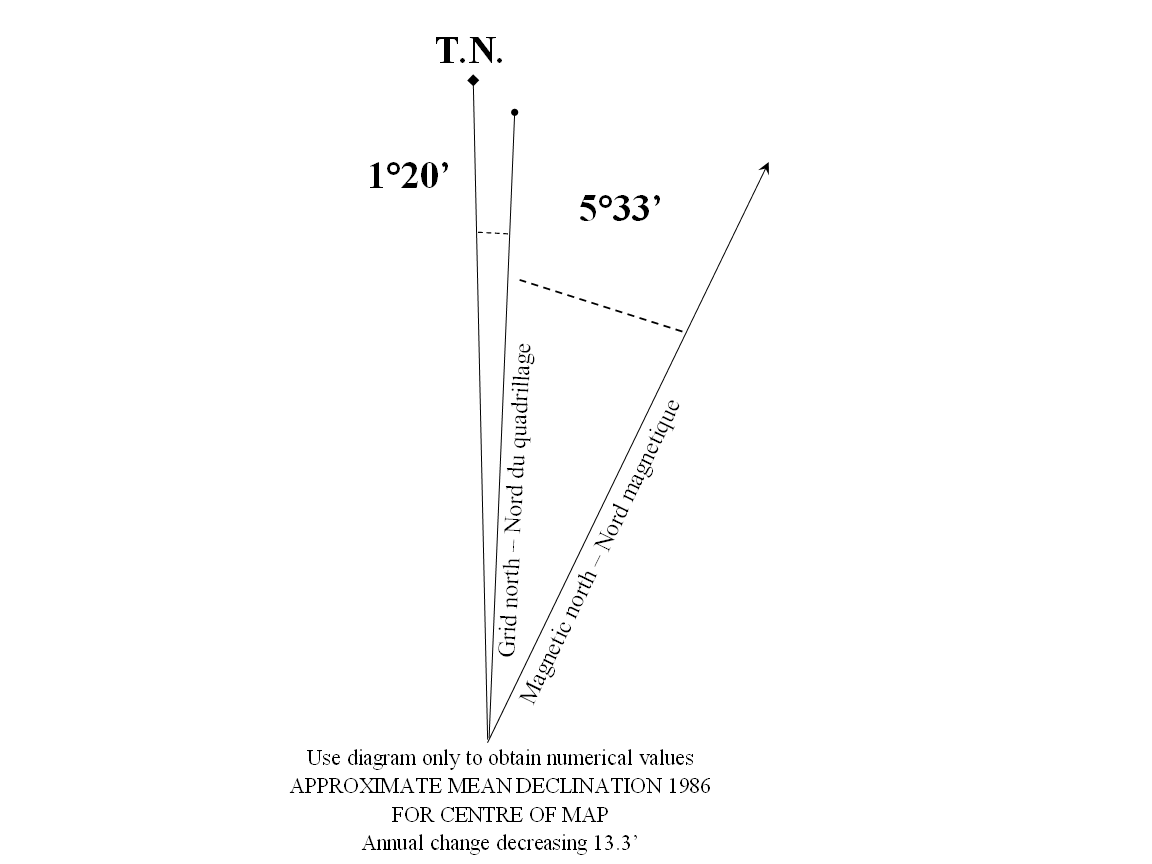 T.N.
1°20’
5°33’
Grid north – Nord du quadrillage
Magnetic north – Nord magnetique
Use diagram only to obtain numerical values
APPROXIMATE MEAN DECLINATION 1986
FOR CENTRE OF MAP
Annual change decreasing 13.3’